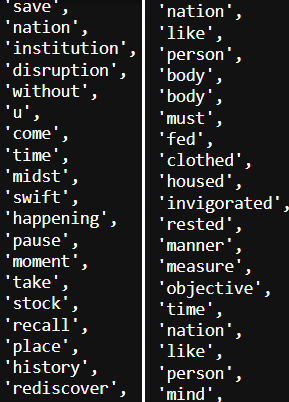 'save',
'nation',
'institution',
'disruption',
'without',
'u',
'come',
'time',
'midst',
'swift',
'happening',
'pause',
'moment',
'take',
'stock',
'recall',
'place',
'history',
'rediscover',
'nation',
'like',
'person',
'body',
'body',
'must',
'fed',
'clothed',
'housed',
'invigorated',
'rested',
'manner',
'measure',
'objective',
'time',
'nation',
'like',
'person',
'mind',